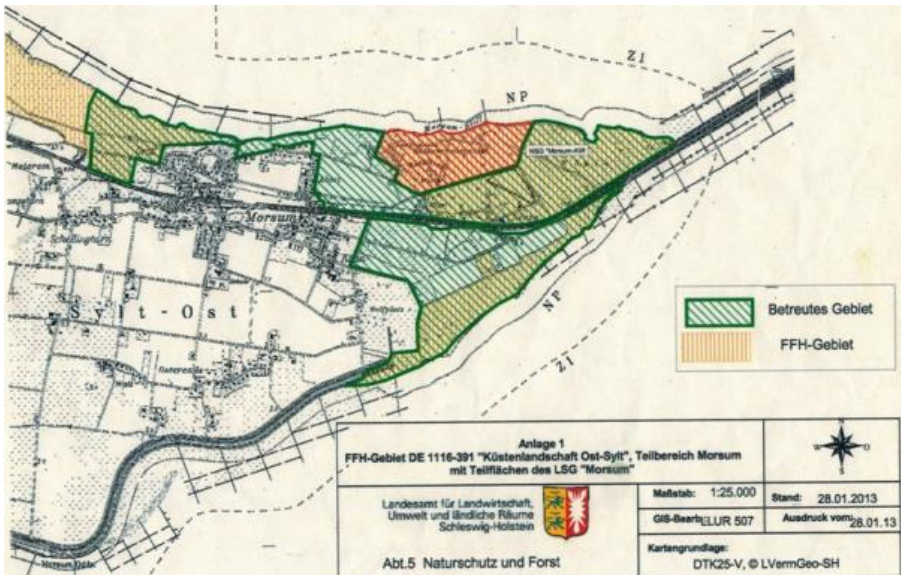 Z I
N P
NSG "Morsum-Kliff
Morsum
Sylt-Ost
N P
Z I
Betreutes Gebiet
FFH-Gebiet
Anlage 1
FFH-Gebiet DE 1116-391 "Küstenlandschaft Ost-Sylt", Teilbereich Morsum
mit Teilflächen des LSG "Morsum"
N
W O
S
Landesamt für Landwirtschaft,
Umwelt und ländliche Räume
Schleswig-Holstein
Abt.5 Naturschutz und Forst
Maßstab: 1:25.000
Stand: 28.01.2013
GIS-Bearb LLUR 507
Ausdruck vom: 28.01.13
Kartengrundlage:
DTK25-V, © LVermGeo-SH